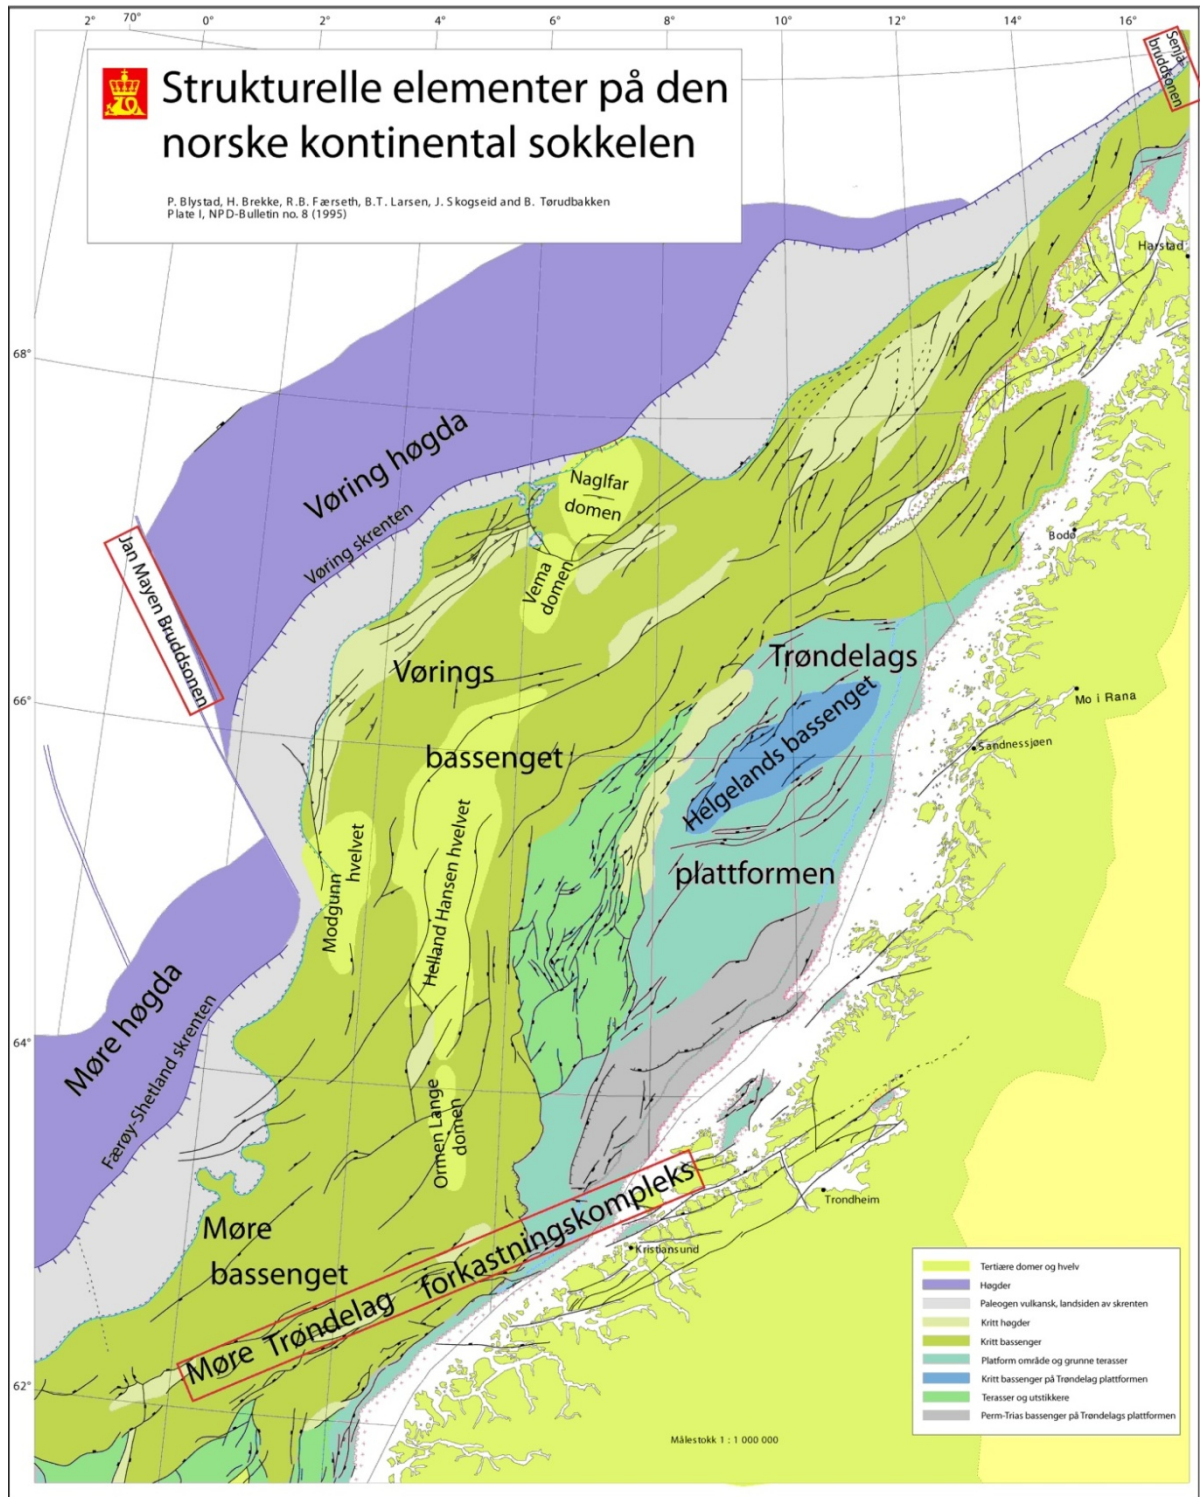 2° 70° 0° 2° 4° 6° 8° 10° 12° 14° 16°
Strukturelle elementer på den
norske kontinental sokkelen
P. Blystad, H. Brekke, R.B. Færseth, B.T. Larsen, J. Skogseid and B. Tørudbakken
Plate I, NPD-Bulletin no. 8 (1995)
Senja
bruddsonen
Harstad
68°
Vøring høgda
Vøring skrenten
Naglfar
domen
Vema
domen
Jan Mayen Bruddsonen
Bodø
Vørings
bassenget
Trøndelags
Helgelands bassenget
plattformen
66°
Mo i Rana
Sandnessjøen
Modgunn
hvelvet
Helland Hansen hvelvet
Møre høgda
Færøy-Shetland skrenten
64°
Ormen Lange
domen
Møre Trøndelag forkastningskompleks
Trondheim
Kristiansund
Møre
bassenget
62°
Tertiære domer og hvelv
Høgder
Paleogen vulkansk, landsiden av skrenten
Kritt høgder
Kritt bassenger
Platform område og grunne terasser
Kritt bassenger på Trøndelag plattformen
Terasser og utstikkere
Perm-Trias bassenger på Trøndelags plattformen
Målestokk 1 : 1 000 000